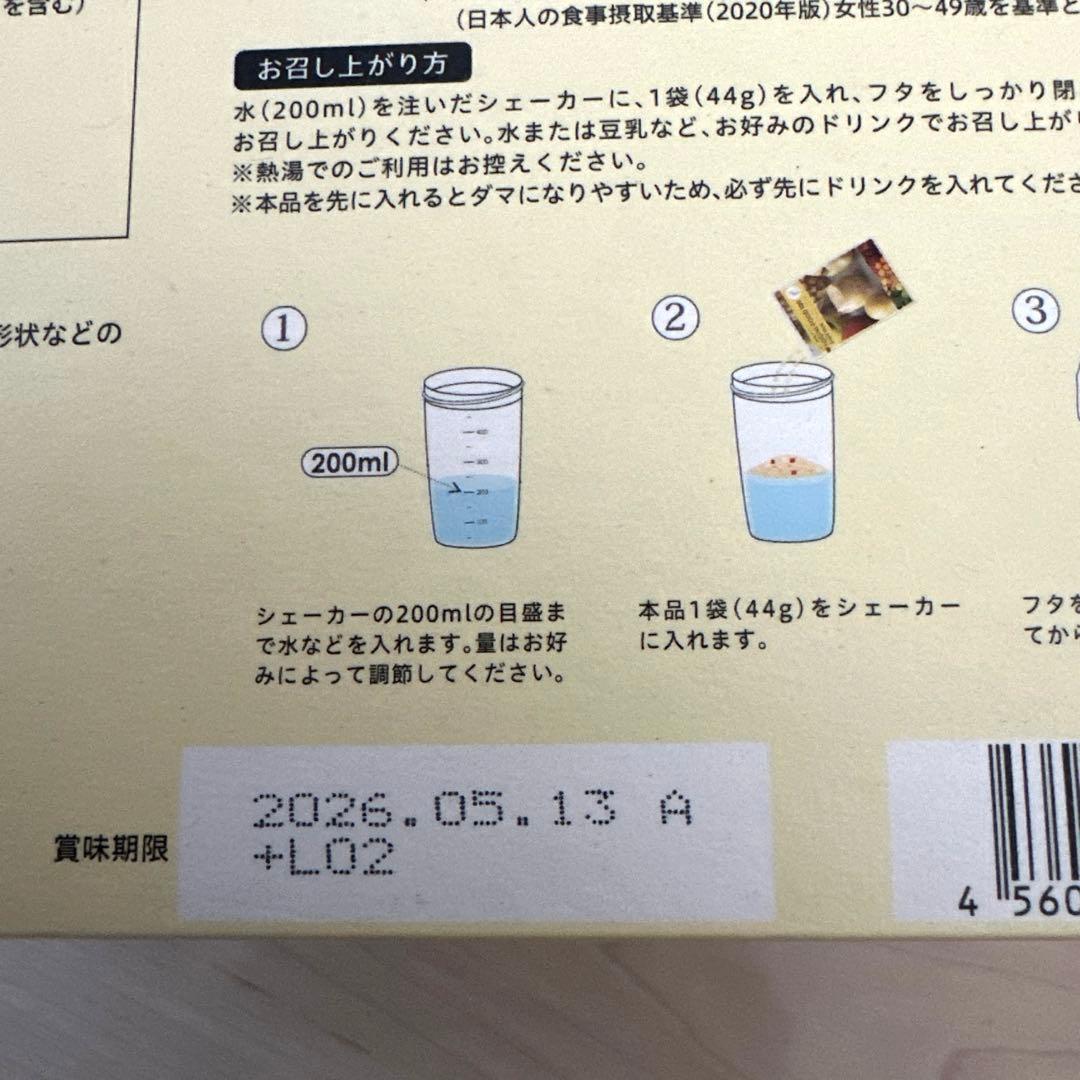 を含む)
(日本人の食事摂取基準(2020年版)女性30〜49歳を基準と
お召し上がり方
水(200ml)を注いだシェーカーに、1袋(44g)を入れ、フタをしっかり閉
お召し上がりください。水または豆乳など、お好みのドリンクでお召し上が
※熱湯でのご利用はお控えください。
※本品を先に入れるとダマになりやすいため、必ず先にドリンクを入れてくださ
形状などの
1
2
3
400
300
200ml
200
100
シェーカーの200mlの目盛ま
で水などを入れます。量はお好
みによって調節してください。
本品1袋(44g)をシェーカー
に入れます。
フタを
てから
賞味期限
2026.05.13 A
+L02
4 560